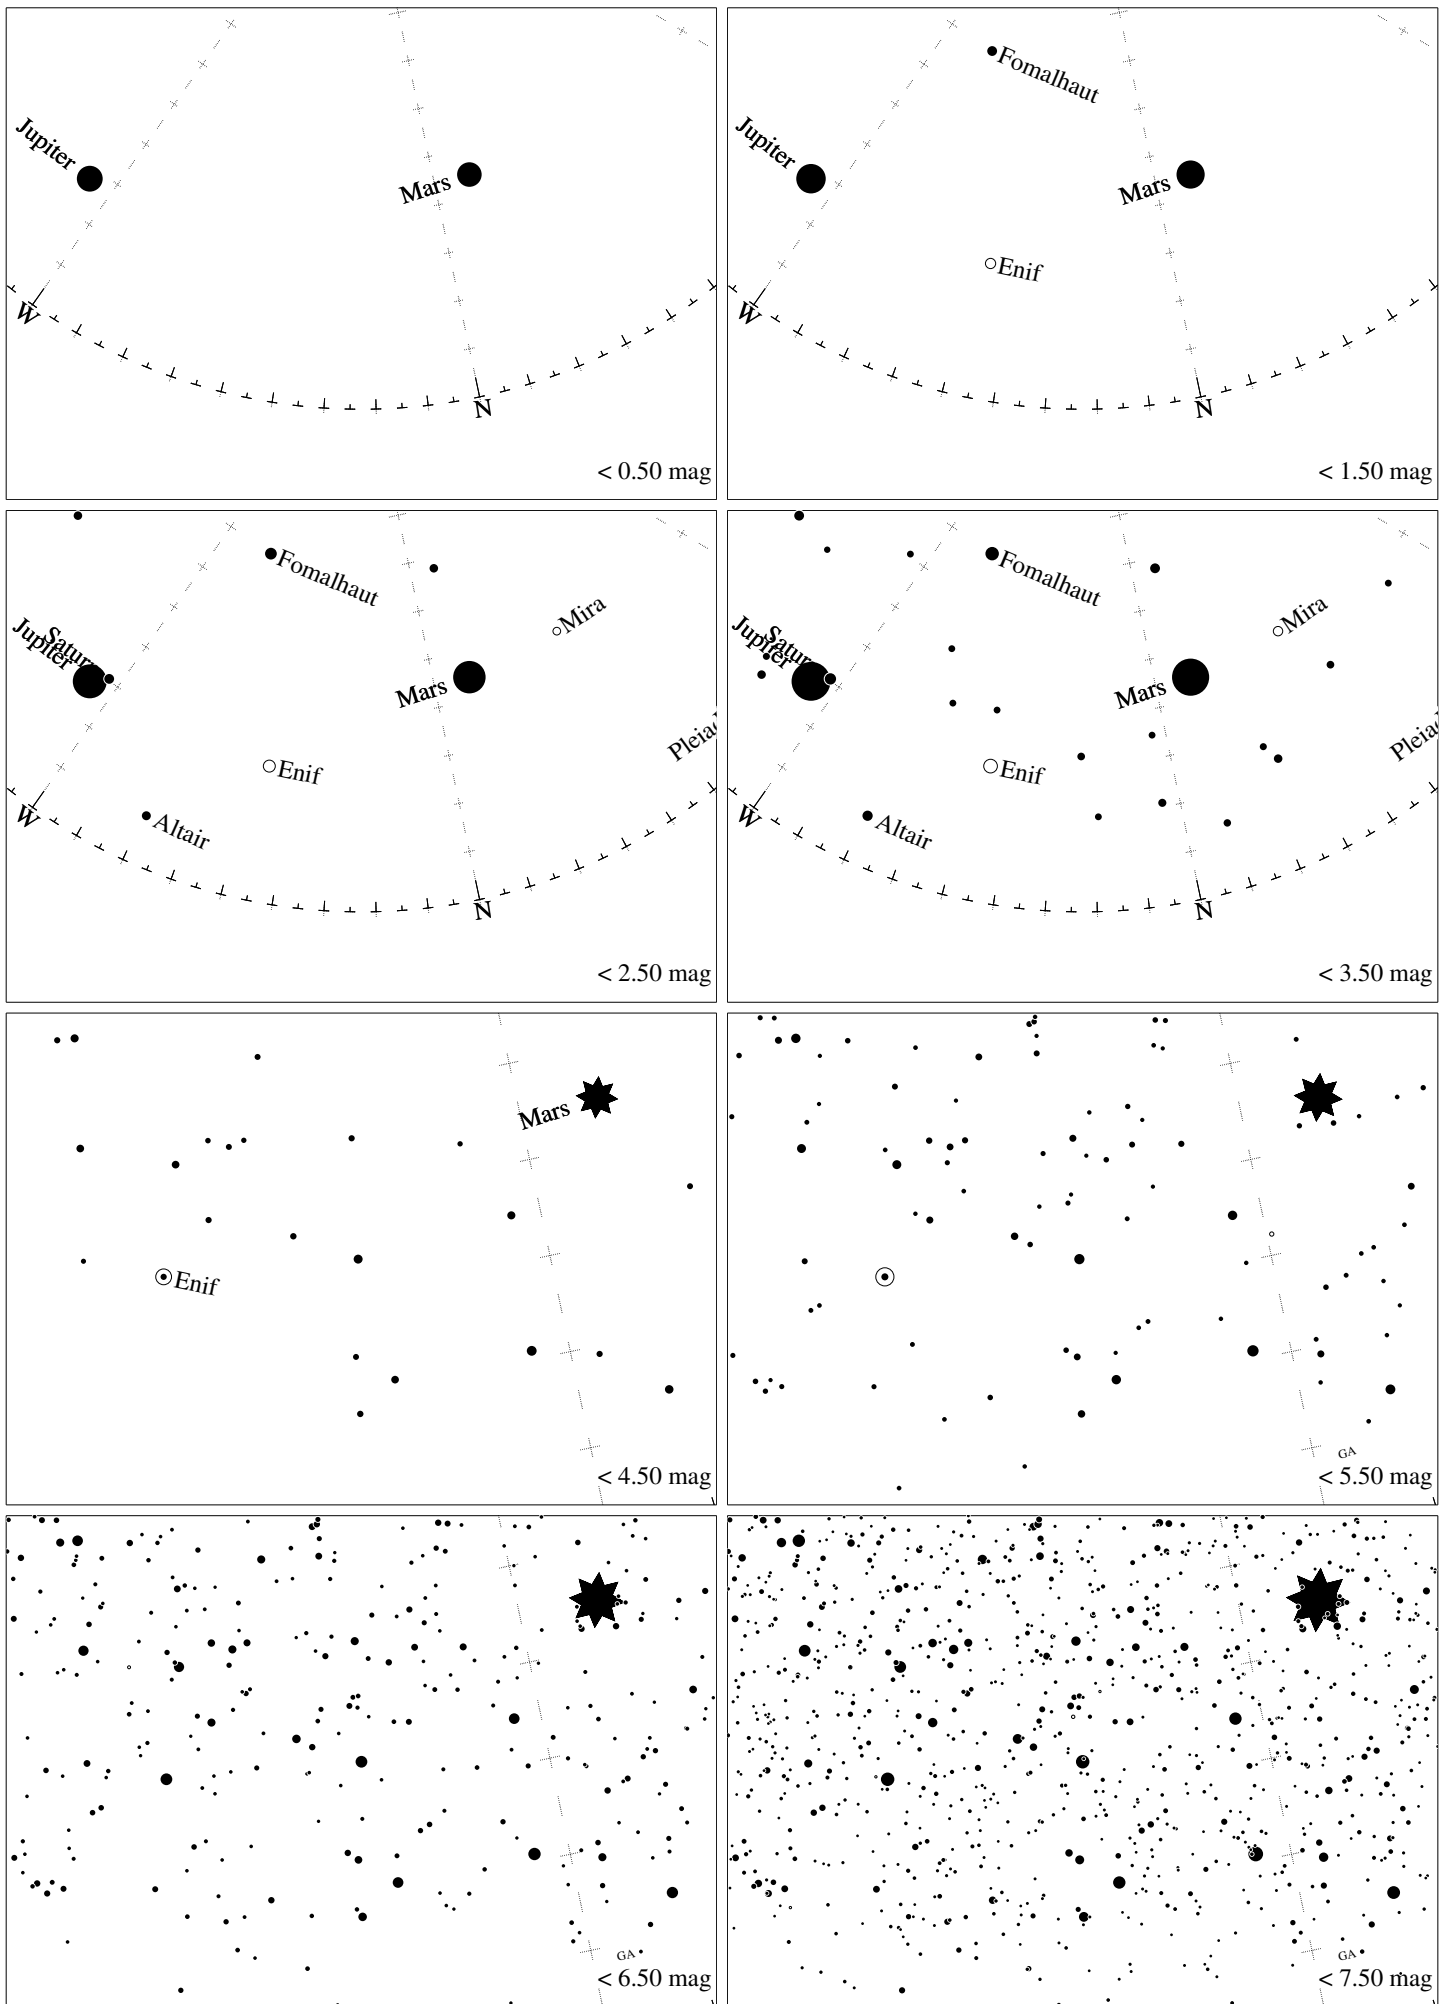 Jupiter
Mars
W
N
< 0.50 mag
Fomalhaut
Jupiter
Mars
Enif
W
N
< 1.50 mag
Fomalhaut
Mira
Jupiter
Mars
Enif
W
Altair
N
< 2.50 mag
Fomalhaut
Mira
Jupiter
Mars
Enif
W
Altair
N
< 3.50 mag
Mars
Enif
< 4.50 mag
GA
< 5.50 mag
GA
< 6.50 mag
GA
< 7.50 mag